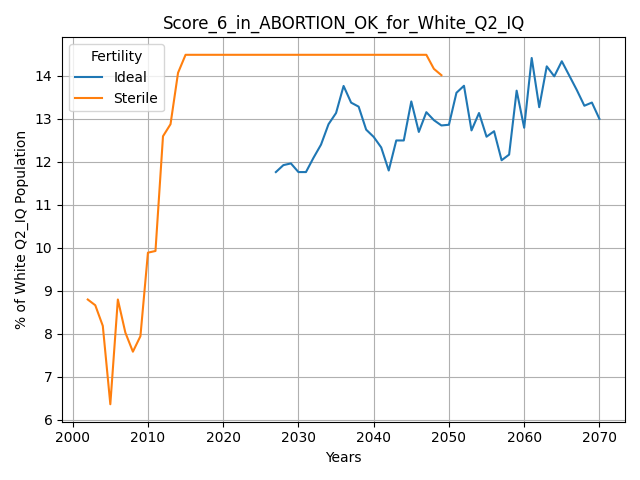 Score_6_in_ABORTION_OK_for_White_Q2_IQ
Fertility
Ideal
Sterile
% of White Q2_IQ Population
14
13
12
11
10
9
8
7
6
2000 2010 2020 2030 2040 2050 2060 2070
Years